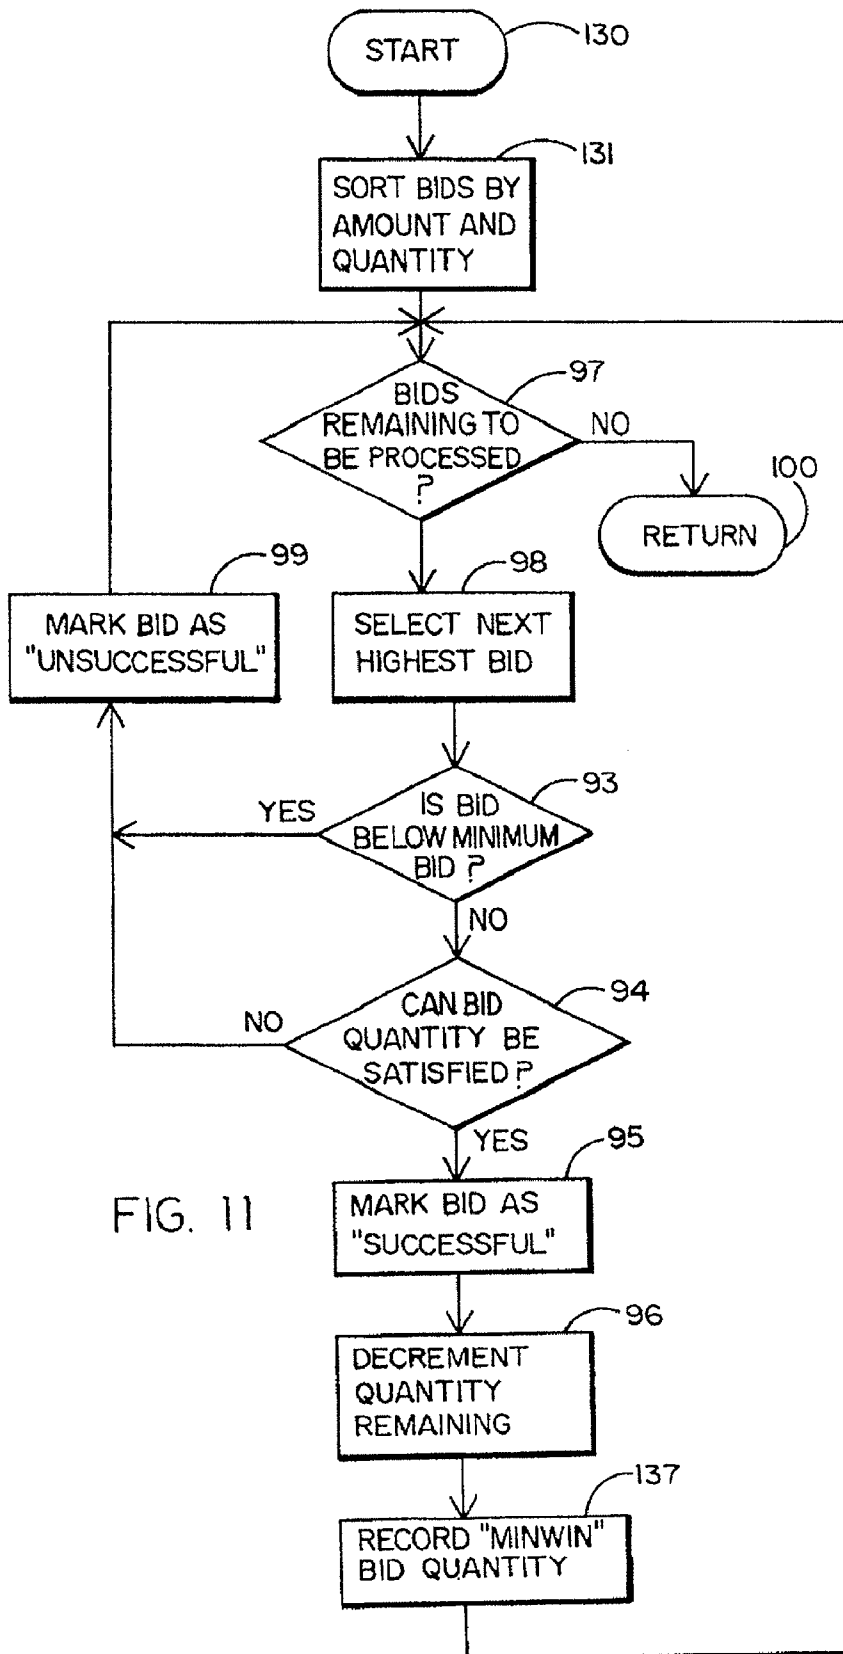 START
130
131
SORT BIDS BY
AMOUNT AND
QUANTITY
97
BIDS
REMAINING TO
BE PROCESSED
?
NO
100
RETURN
99
MARK BID AS
"UNSUCCESSFUL"
98
SELECT NEXT
HIGHEST BID
93
IS BID
BELOW MINIMUM
BID ?
YES
NO
94
CAN BID
QUANTITY BE
SATISFIED ?
NO
YES
95
MARK BID AS
"SUCCESSFUL"
FIG. 11
96
DECREMENT
QUANTITY
REMAINING
137
RECORD "MINWIN"
BID QUANTITY